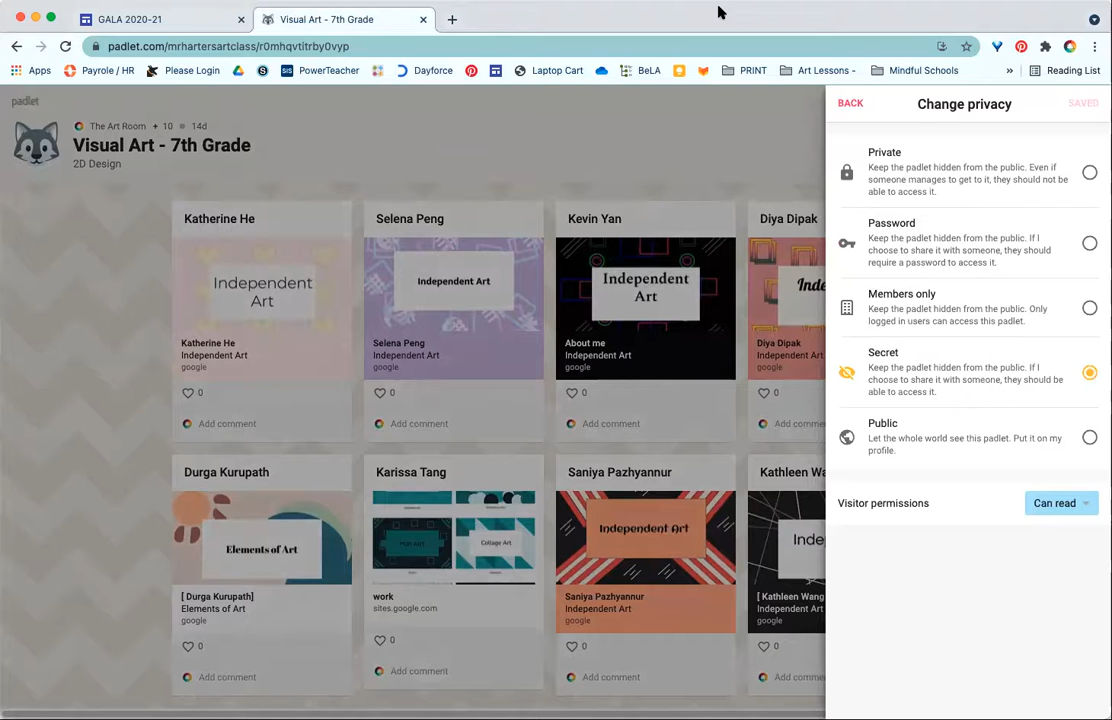 GALA 2020-21
Visual Art - 7th Grade
padlet.com/mrhartersartclass/r0mhqvtitrby0vyp
Apps
Payrole / HR
Please Login
SIS PowerTeacher
Dayforce
Laptop Cart
BeLA
PRINT
Art Lessons -
Mindful Schools
»
Reading List
padlet
The Art Room + 10 14d
Visual Art - 7th Grade
2D Design
BACK
Change privacy
SAVED
Private
Keep the padlet hidden from the public. Even if
someone manages to get to it, they should not be
able to access it.
Password
Keep the padlet hidden from the public. If I
choose to share it with someone, they should
require a password to access it.
Members only
Keep the padlet hidden from the public. Only
logged in users can access this padlet.
Secret
Keep the padlet hidden from the public. If I
choose to share it with someone, they should be
able to access it.
Public
Let the whole world see this padlet. Put it on my
profile.
Visitor permissions
Can read
Katherine He
Independent
Art
Katherine He
Independent Art
google
0
Add comment
Selena Peng
Independent Art
Selena Peng
Independent Art
google
0
Add comment
Kevin Yan
Independent
Art
About me
Independent Art
google
0
Add comment
Diya Dipak
Inde
Diya Dipak
Independent Art
google
0
Add comme
Durga Kurupath
Elements of Art
[ Durga Kurupath]
Elements of Art
google
0
Add comment
Karissa Tang
Collage Art
work
sites.google.com
0
Add comment
Saniya Pazhyannur
Independent Art
Saniya Pazhyannur
Independent Art
google
0
Add comment
Kathleen Wa
Indep
[ Kathleen Wang
Independent Art
google
0
Add comme